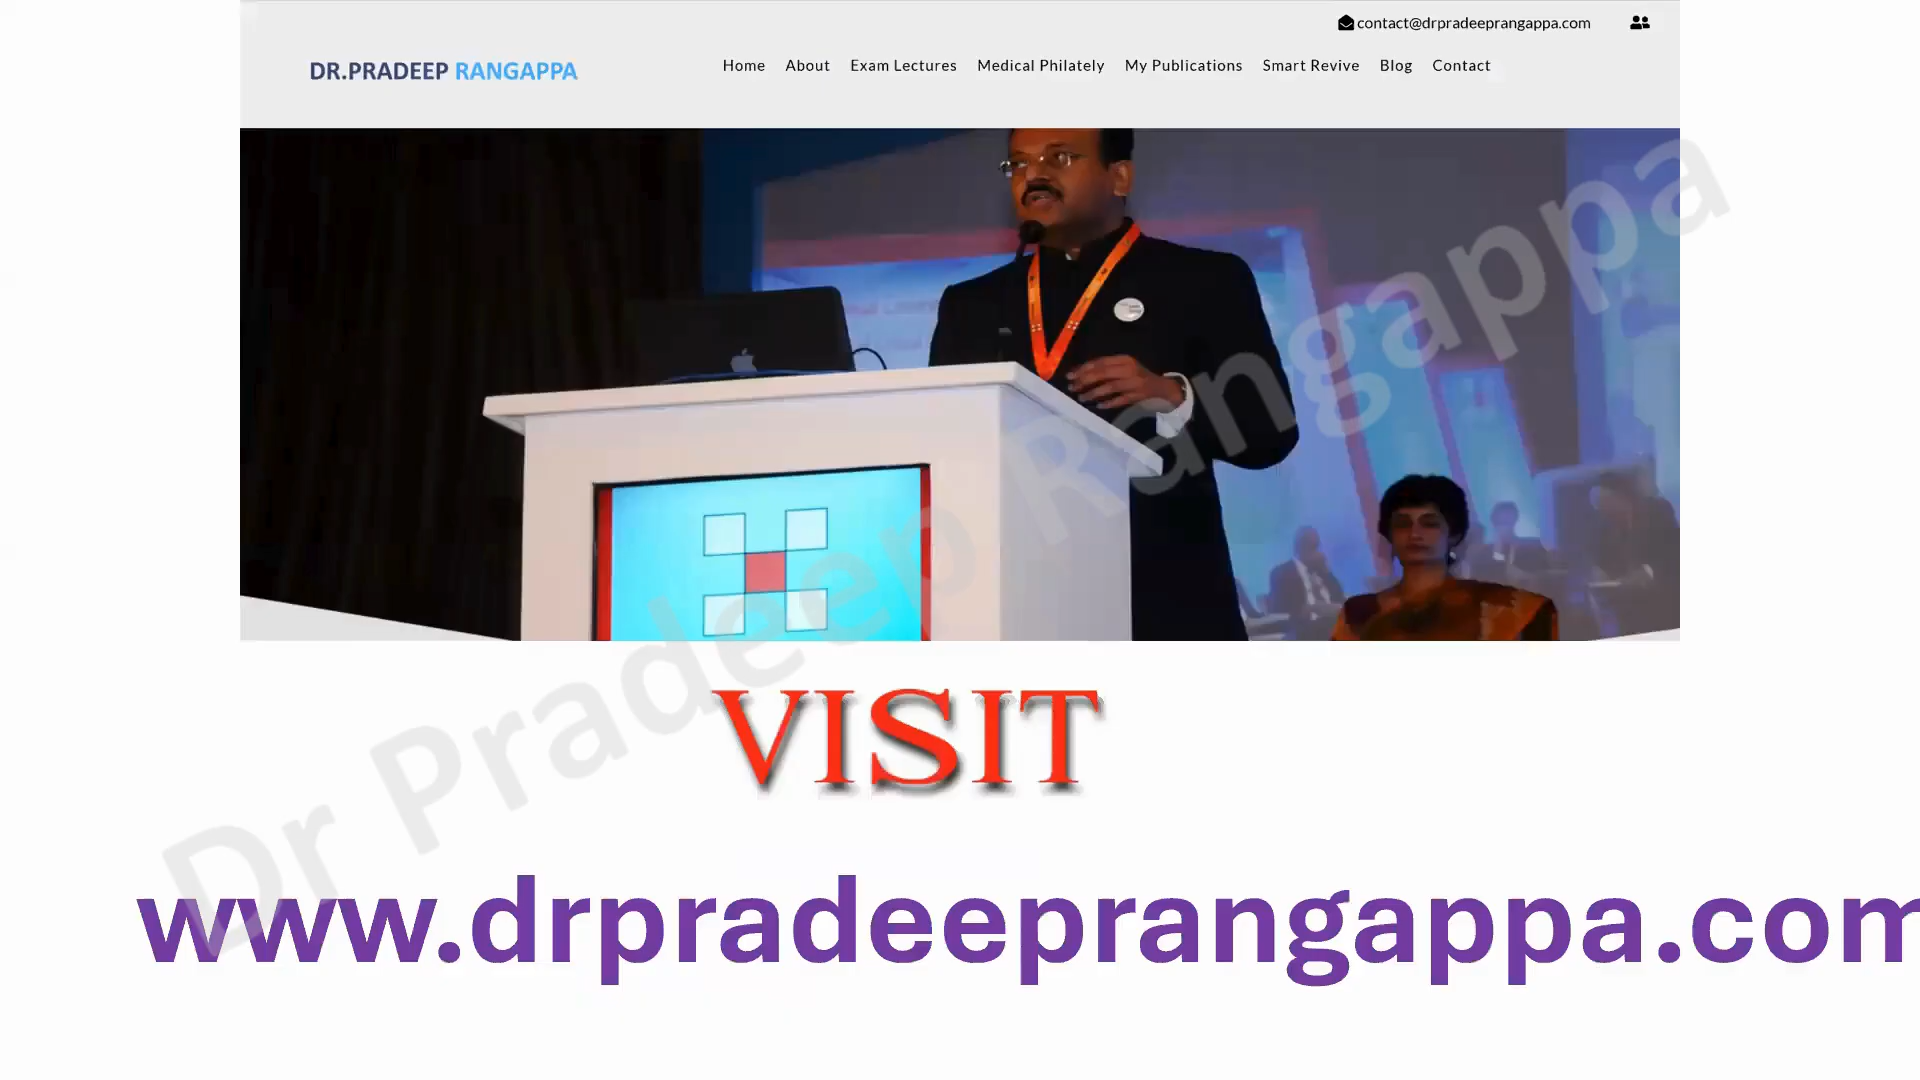 contact@drpradeeprangappa.com
DR.PRADEEP RANGAPPA
Home About Exam Lectures Medical Philately My Publications Smart Revive Blog Contact
Dr Pradeep Rangappa
VISIT
www.drpradeeprangappa.com